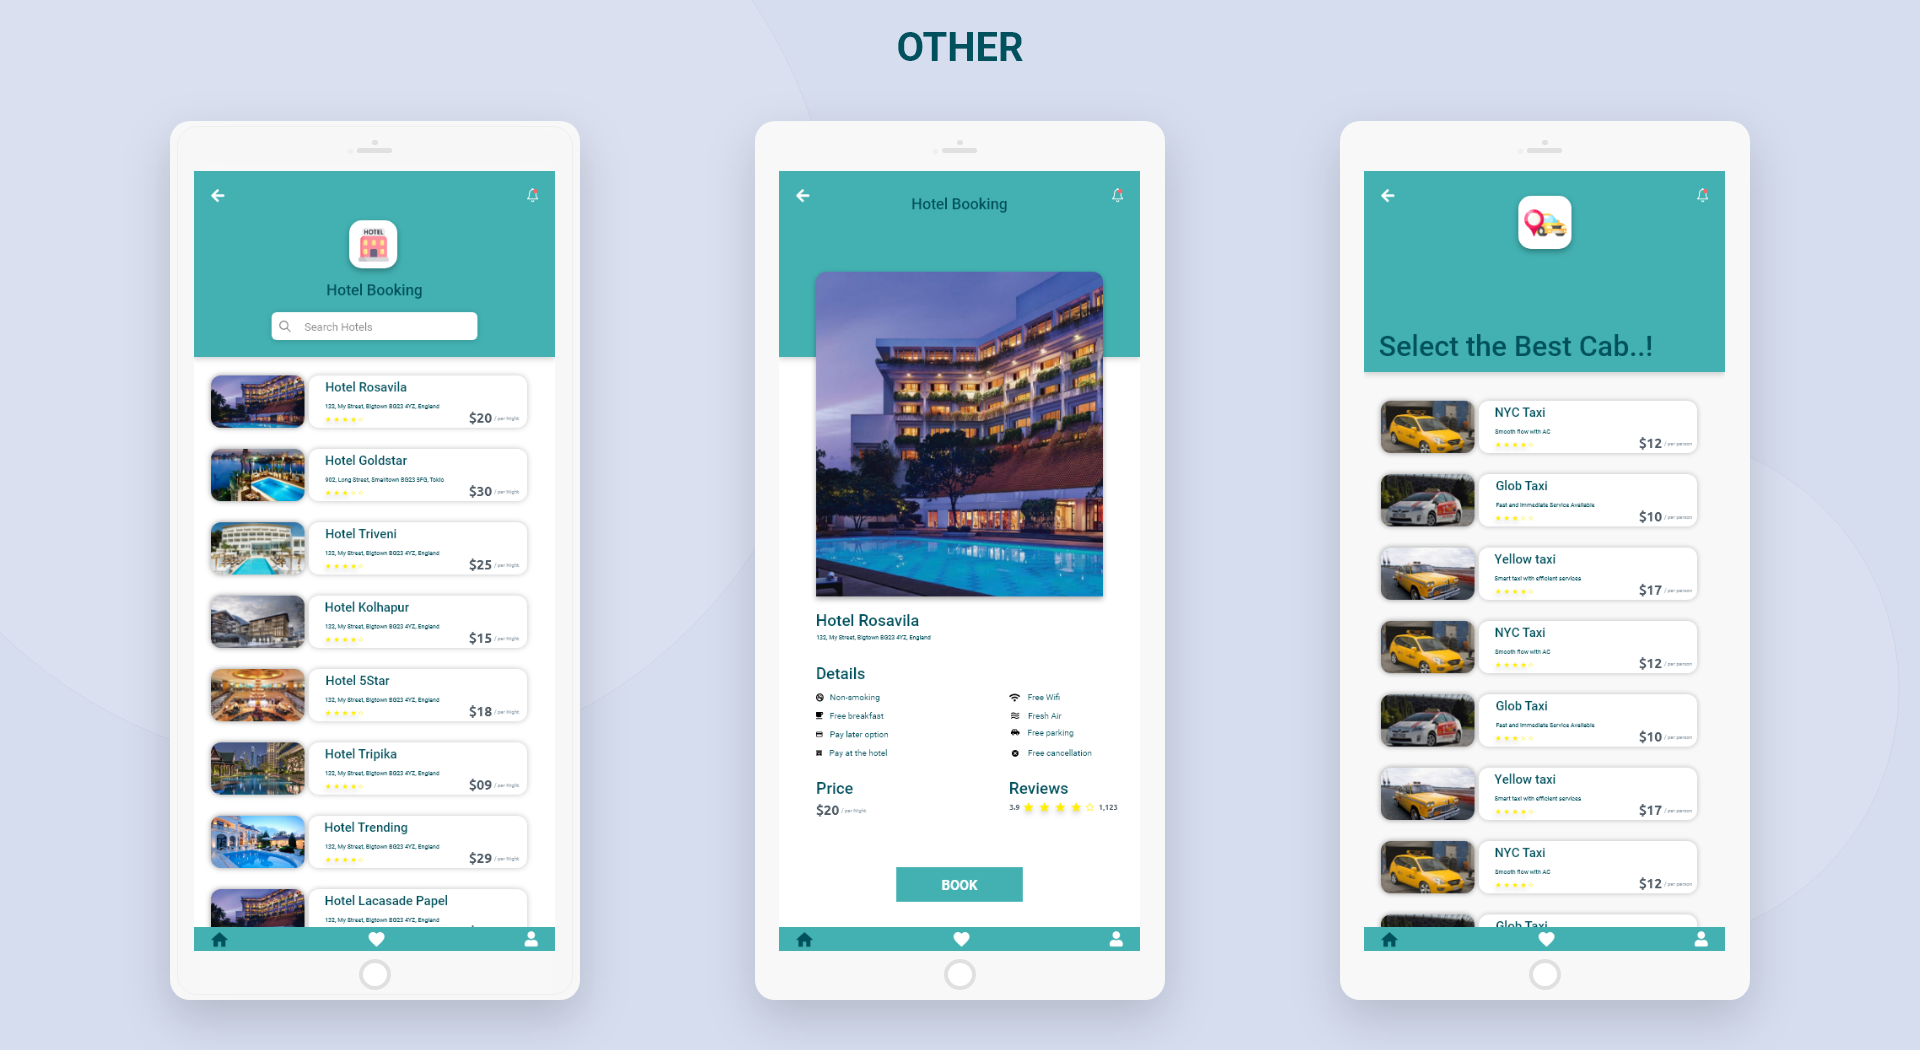 OTHER
HOTEL
Hotel Booking
Search Hotels
Hotel Rosavila
132, My Street, Bigtown BG23 4YZ, England
$20 / per Night
Hotel Goldstar
902, Long Street, Smalltown BG23 3FG, Tokio
$30 / per Night
Hotel Triveni
132, My Street, Bigtown BG23 4YZ, England
$25 / per Night
Hotel Kolhapur
132, My Street, Bigtown BG23 4YZ, England
$15 / per Night
Hotel 5Star
132, My Street, Bigtown BG23 4YZ, England
$18 / per Night
Hotel Tripika
132, My Street, Bigtown BG23 4YZ, England
$09 / per Night
Hotel Trending
132, My Street, Bigtown BG23 4YZ, England
$29 / per Night
Hotel Lacasade Papel
132, My Street, Bigtown BG23 4YZ, England
Hotel Booking
Hotel Rosavila
132, My Street, Bigtown BG23 4YZ, England
Details
Non-smoking
Free breakfast
Pay later option
Pay at the hotel
Free Wifi
Fresh Air
Free parking
Free cancellation
Price
$20 / per Night
Reviews
3.9 1,123
BOOK
Select the Best Cab..!
NYC Taxi
Smooth flow with AC
$12 / per person
Glob Taxi
Fast and Immediate Service Available
$10 / per person
Yellow taxi
Smart taxi with efficient services
$17 / per person
NYC Taxi
Smooth flow with AC
$12 / per person
Glob Taxi
Fast and Immediate Service Available
$10 / per person
Yellow taxi
Smart taxi with efficient services
$17 / per person
NYC Taxi
Smooth flow with AC
$12 / per person
Glob Taxi